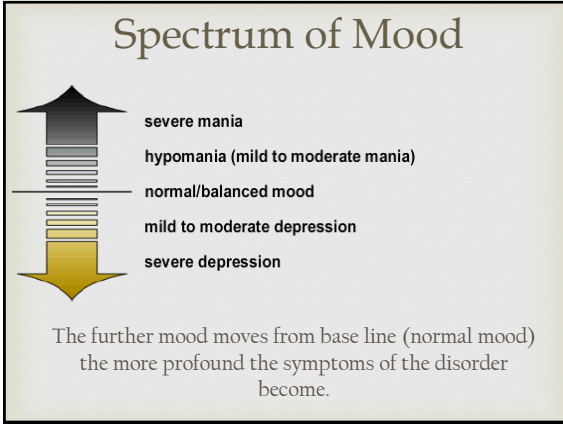 Spectrum of Mood
severe mania
hypomania (mild to moderate mania)
normal/balanced mood
mild to moderate depression
severe depression
The further mood moves from base line (normal mood)
the more profound the symptoms of the disorder
become.